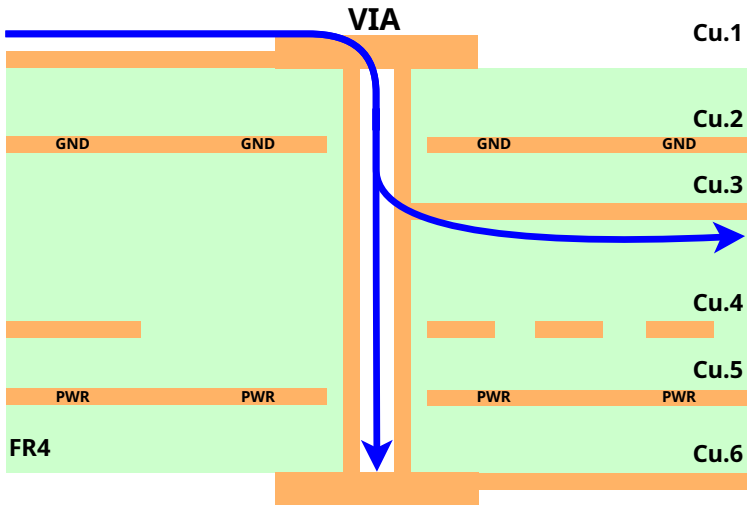 VIA
Cu.1
Cu.2
GND GND GND GND
Cu.3
Cu.4
Cu.5
PWR PWR PWR PWR
FR4
Cu.6